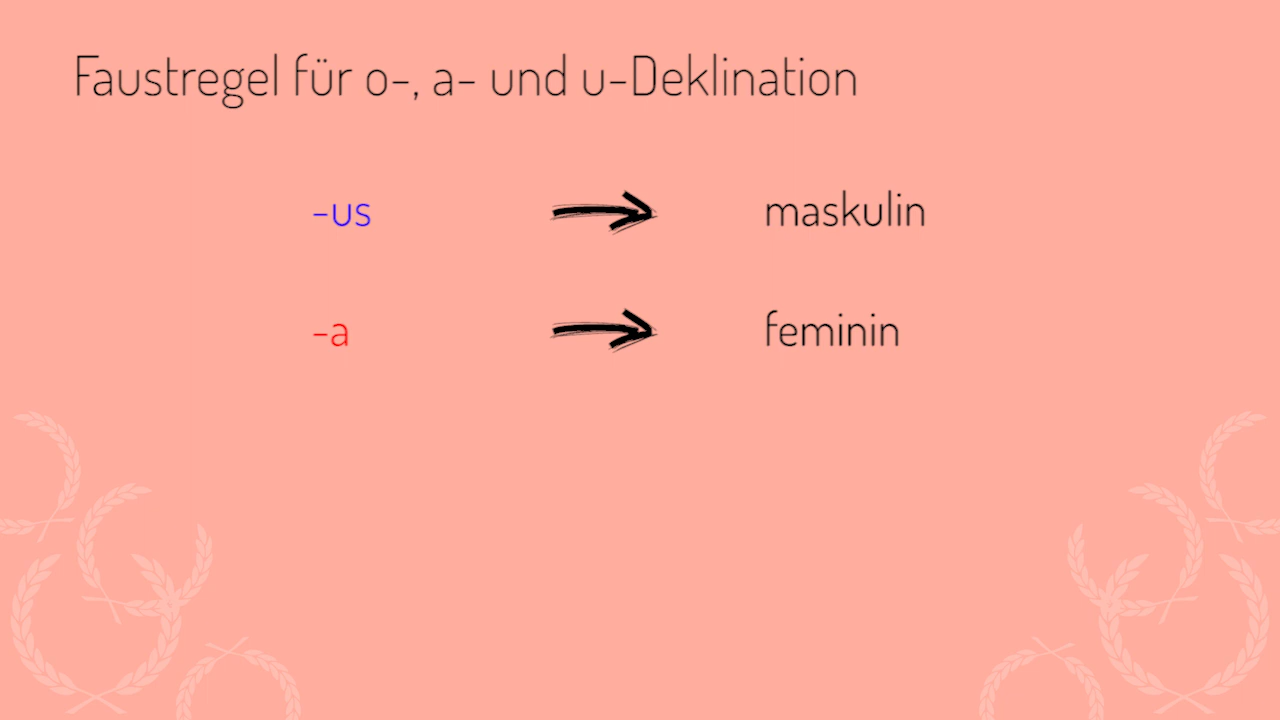 Faustregel für o-, a- und u-Deklination
-us → maskulin
-a → feminin